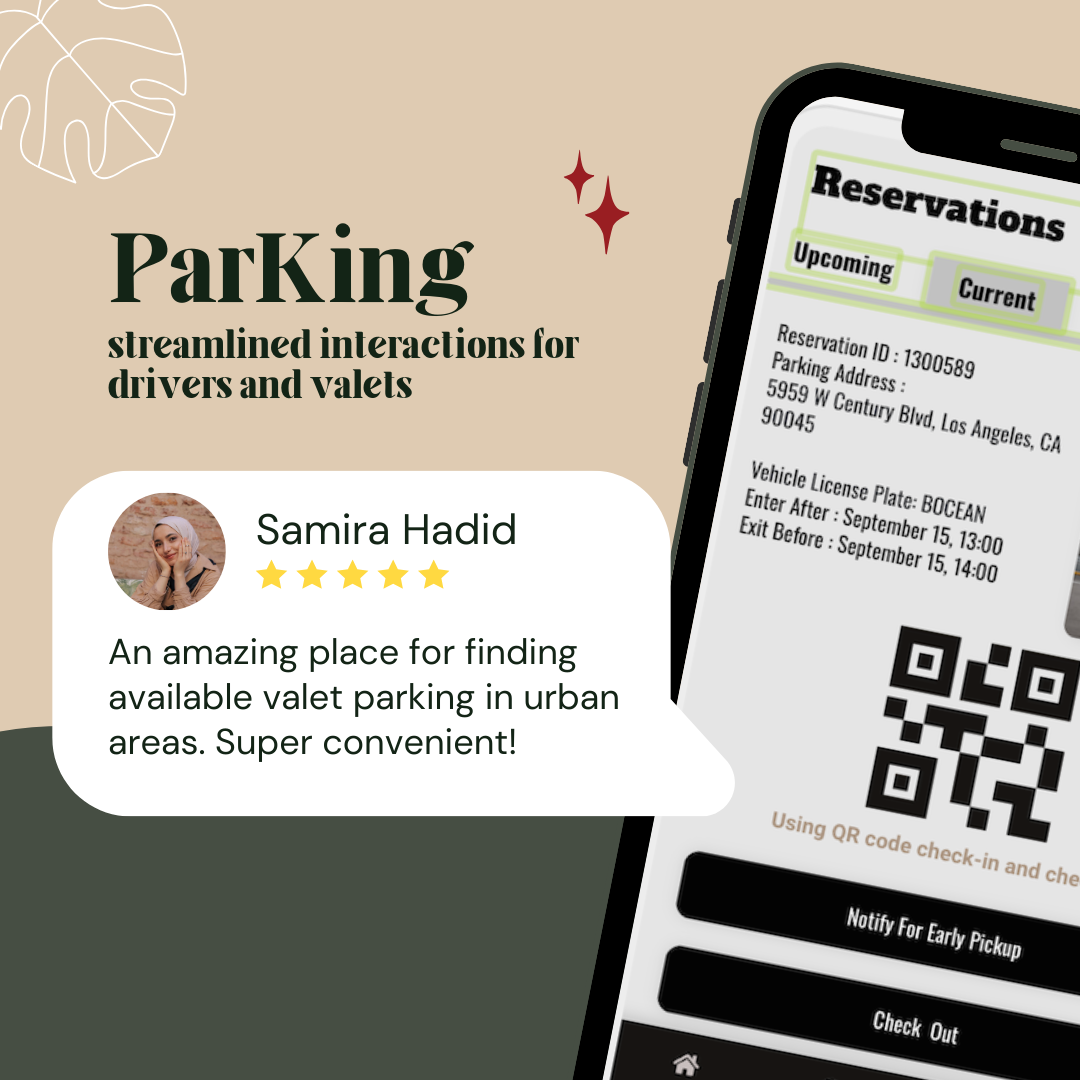 ParKing
streamlined interactions for
drivers and valets
Samira Hadid
An amazing place for finding
available valet parking in urban
areas. Super convenient!
Reservations
Upcoming
Current
Reservation ID : 1300589
Parking Address :
5959 W Century Blvd, Los Angeles, CA
90045
Vehicle License Plate: BOCEAN
Enter After : September 15, 13:00
Exit Before : September 15, 14:00
Using QR code check-in and che
Notify For Early Pickup
Check Out